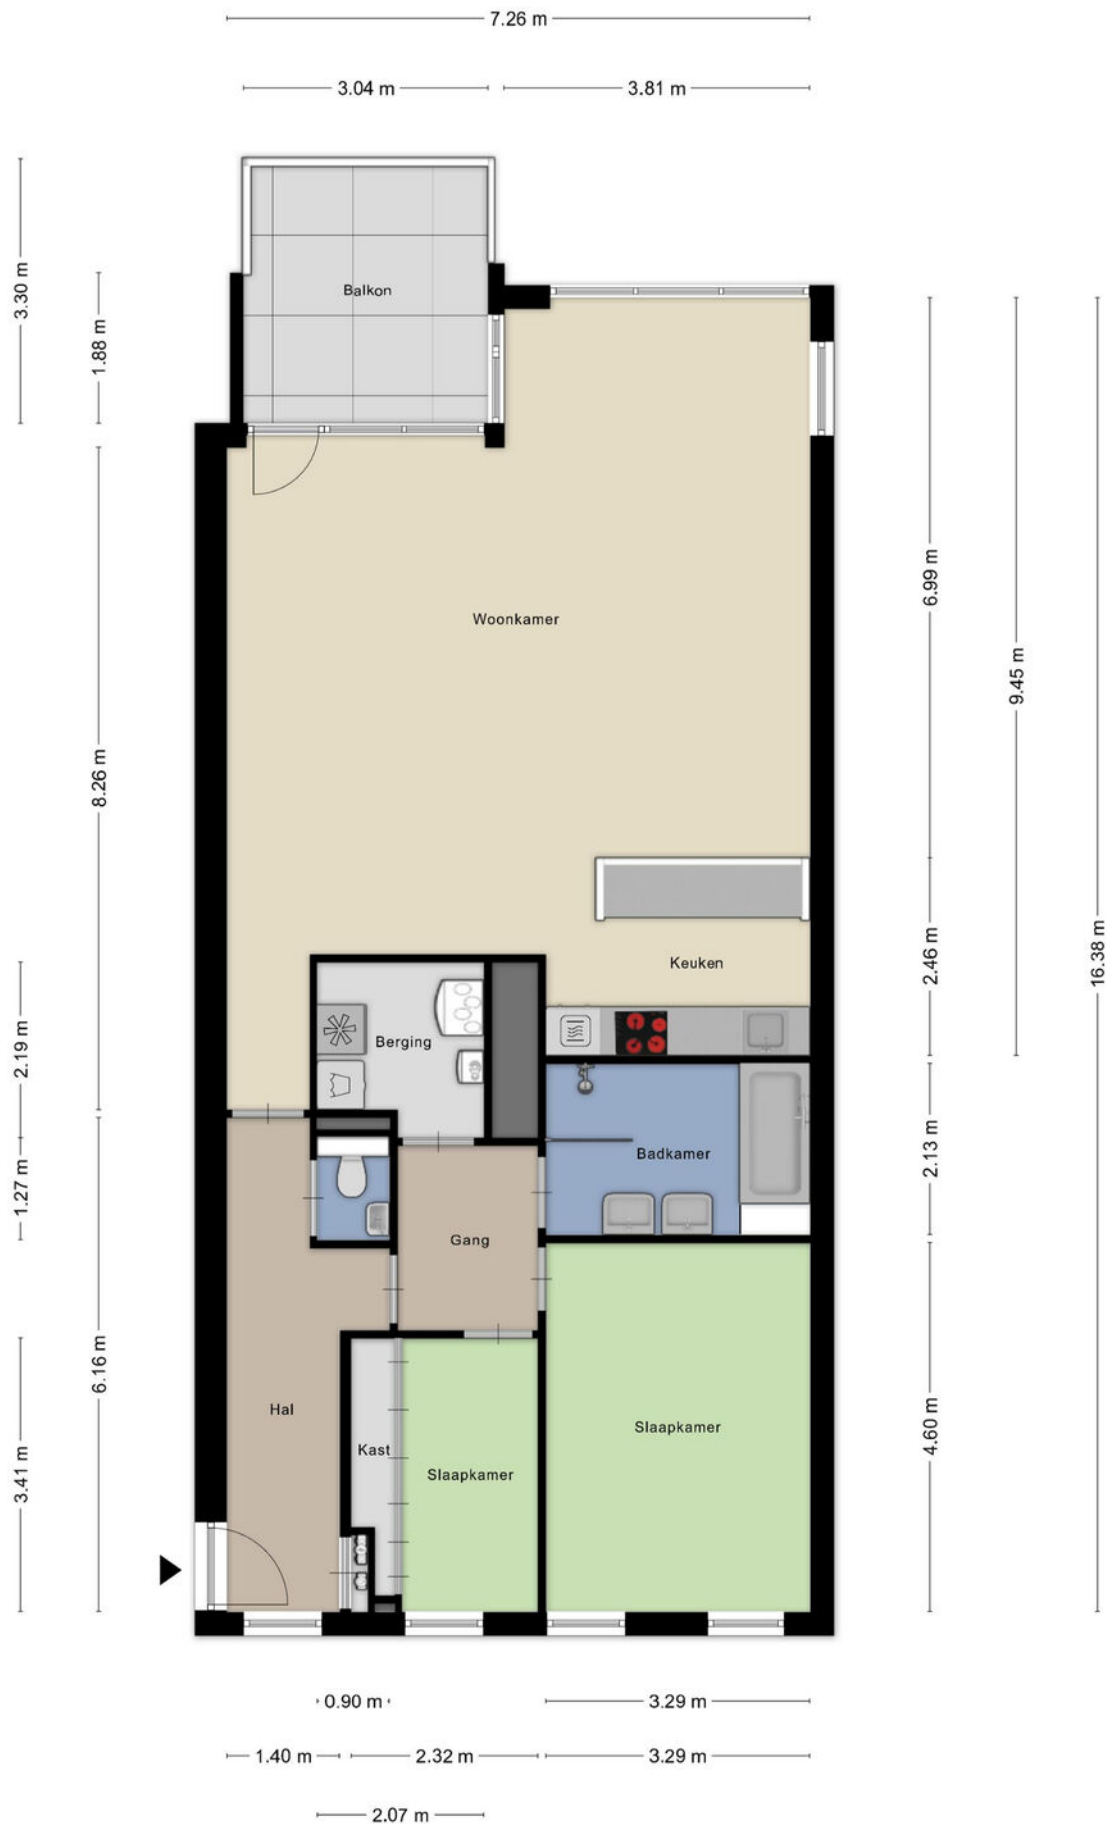 7.26 m
3.04 m
3.81 m
3.30 m
1.88 m
Balkon
6.99 m
Woonkamer
9.45 m
8.26 m
16.38 m
2.46 m
Keuken
2.19 m
Berging
2.13 m
Badkamer
1.27 m
Gang
6.16 m
Hal
4.60 m
Slaapkamer
Kast
Slaapkamer
3.41 m
0.90 m
3.29 m
1.40 m
2.32 m
3.29 m
2.07 m